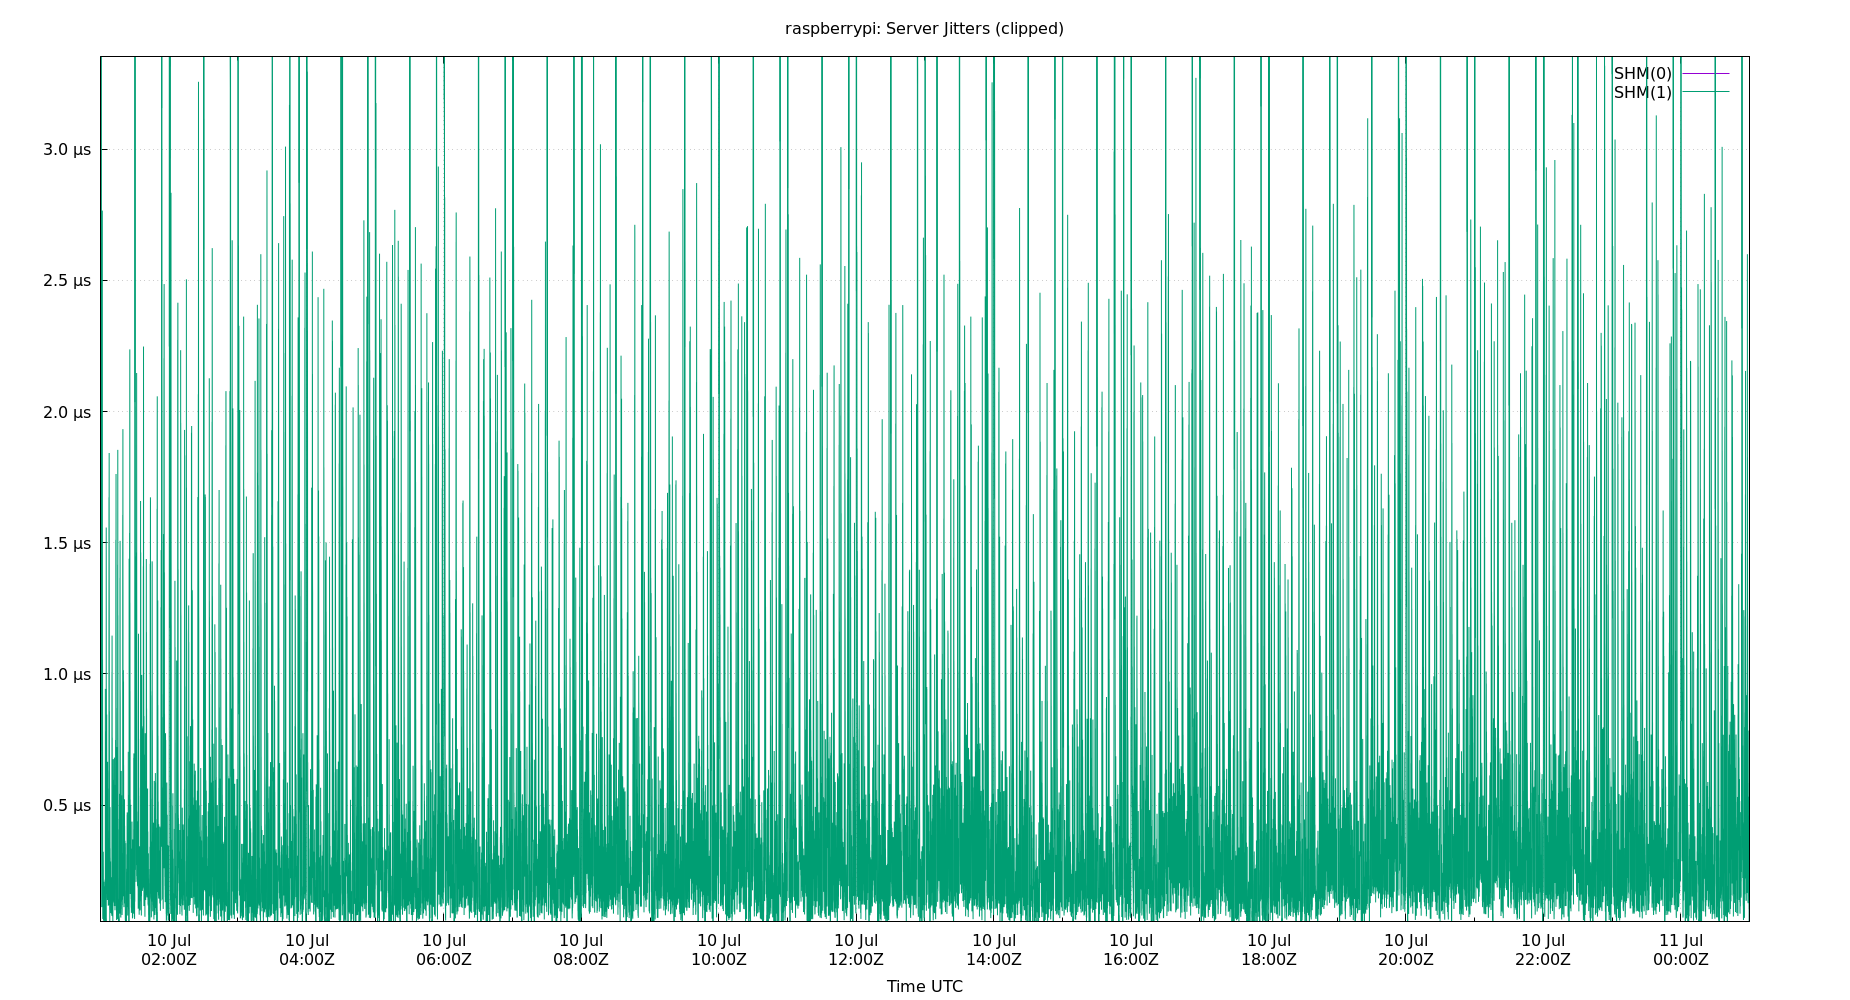 raspberrypi: Server Jitters (clipped)
SHM(0)
SHM(1)
3.0 µs
2.5 µs
2.0 µs
1.5 µs
1.0 µs
0.5 µs
10 Jul 10 Jul 10 Jul 10 Jul 10 Jul 10 Jul 10 Jul 10 Jul 10 Jul 10 Jul 10 Jul 11 Jul
02:00Z 04:00Z 06:00Z 08:00Z 10:00Z 12:00Z 14:00Z 16:00Z 18:00Z 20:00Z 22:00Z 00:00Z
Time UTC